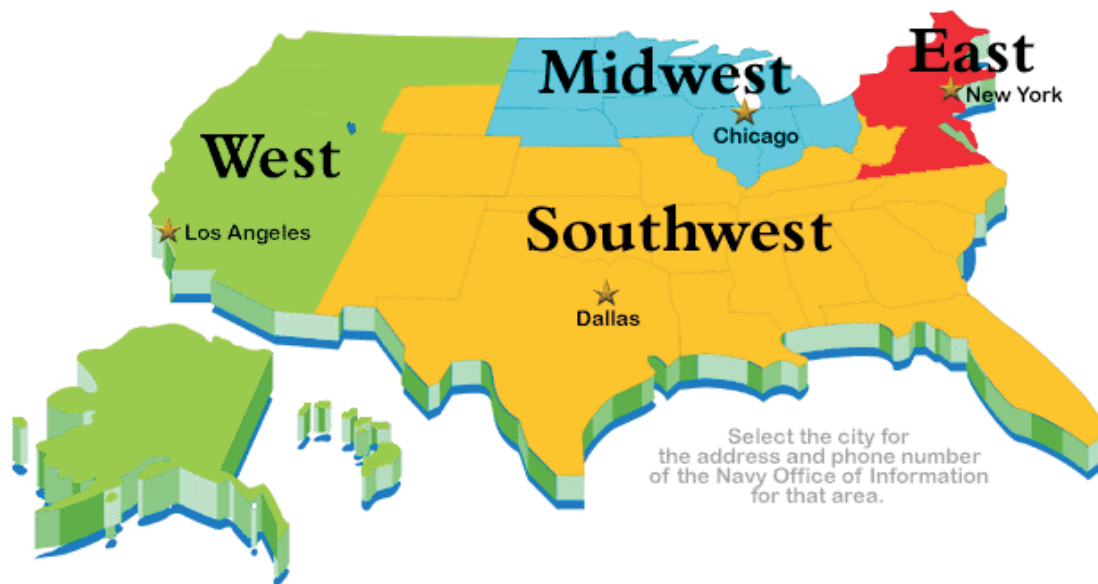 East
Midwest
New York
Chicago
West
Southwest
Los Angeles
Dallas
Select the city for
the address and phone number
of the Navy Office of Information
for that area.